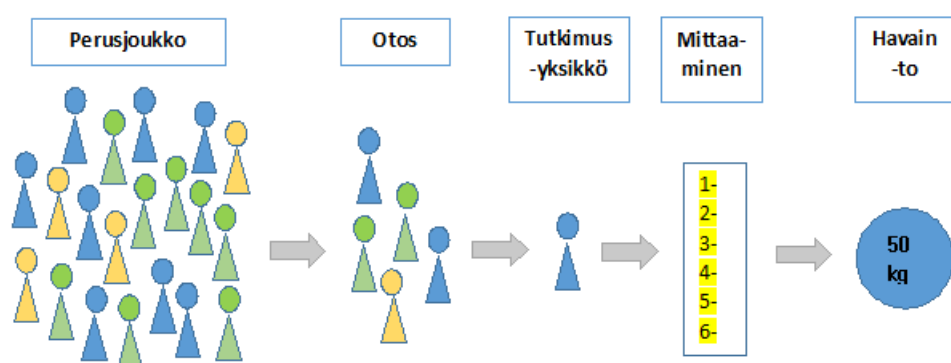 Perusjoukko
Otos
Tutkimus
-yksikkö
Mittaa-
minen
Havain
-to
1-
2-
3-
4-
5-
6-
50
kg